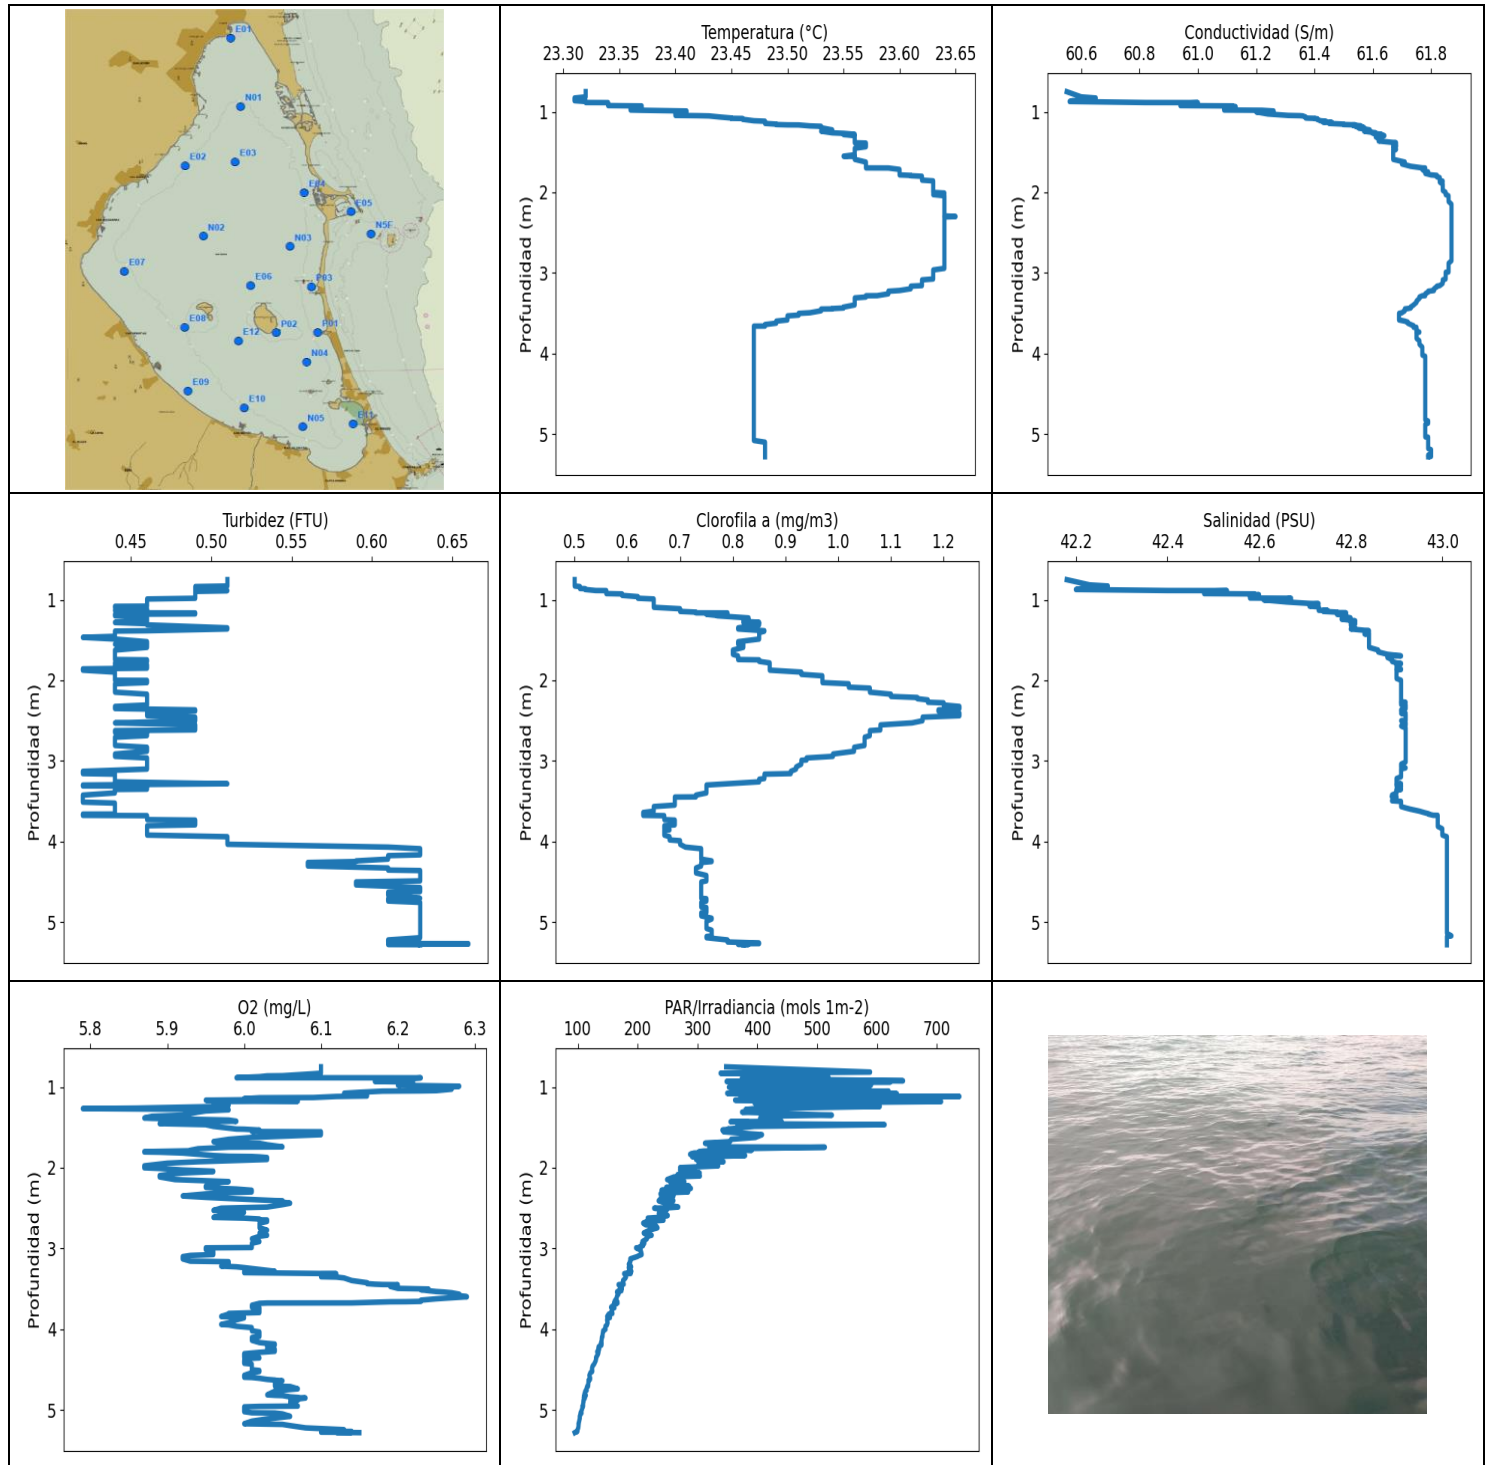 E01
N01
E02
E03
E04
E05
N5F
N02
N03
E07
E06
P03
E08
E12
P02
P01
N04
E09
E10
N05
E11
Temperatura (°C)
23.30 23.35 23.40 23.45 23.50 23.55 23.60 23.65
Profundidad (m)
1
2
3
4
5
Conductividad (S/m)
60.6 60.8 61.0 61.2 61.4 61.6 61.8
Profundidad (m)
1
2
3
4
5
Turbidez (FTU)
0.45 0.50 0.55 0.60 0.65
Profundidad (m)
1
2
3
4
5
Clorofila a (mg/m3)
0.5 0.6 0.7 0.8 0.9 1.0 1.1 1.2
Profundidad (m)
1
2
3
4
5
Salinidad (PSU)
42.2 42.4 42.6 42.8 43.0
Profundidad (m)
1
2
3
4
5
O2 (mg/L)
5.8 5.9 6.0 6.1 6.2 6.3
Profundidad (m)
1
2
3
4
5
PAR/Irradiancia (mols 1m-2)
100 200 300 400 500 600 700
Profundidad (m)
1
2
3
4
5